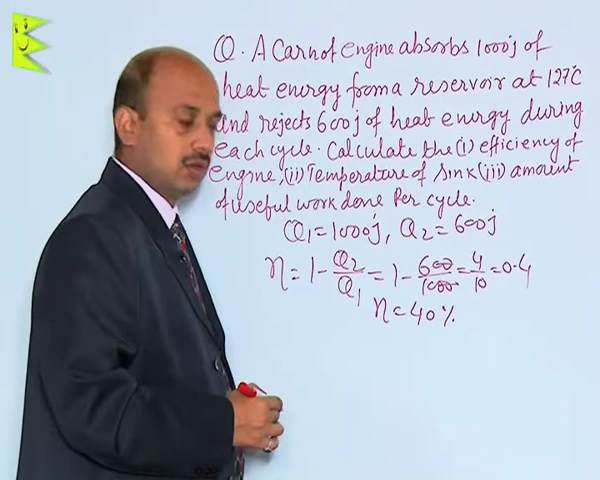 Q. A Carnot engine absorbs 1000j of
heat energy from a reservoir at 127°C
and rejects 600j of heat energy during
each cycle. Calculate the (i) efficiency of
engine, (ii) Temperature of Sink (iii) amount
of useful work done Per cycle.
Q1 = 1000j, Q2 = 600j
η = 1 - Q2/Q1 = 1 - 600/1000 = 4/10 = 0.4
η = 40%